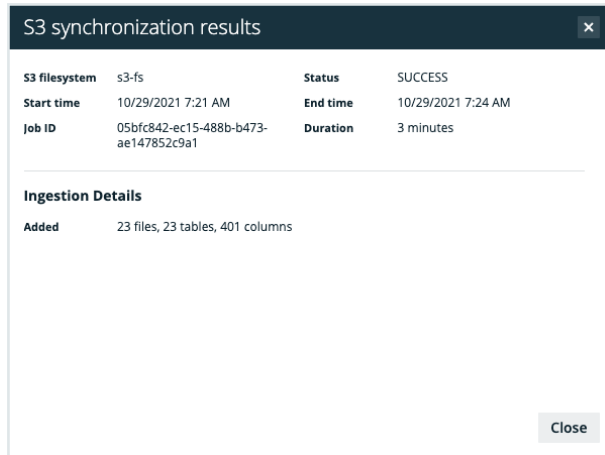 S3 synchronization results
S3 filesystem s3-fs Status SUCCESS
Start time 10/29/2021 7:21 AM End time 10/29/2021 7:24 AM
Job ID 05bfc842-ec15-488b-b473- Duration 3 minutes
ae147852c9a1
Ingestion Details
Added 23 files, 23 tables, 401 columns
Close